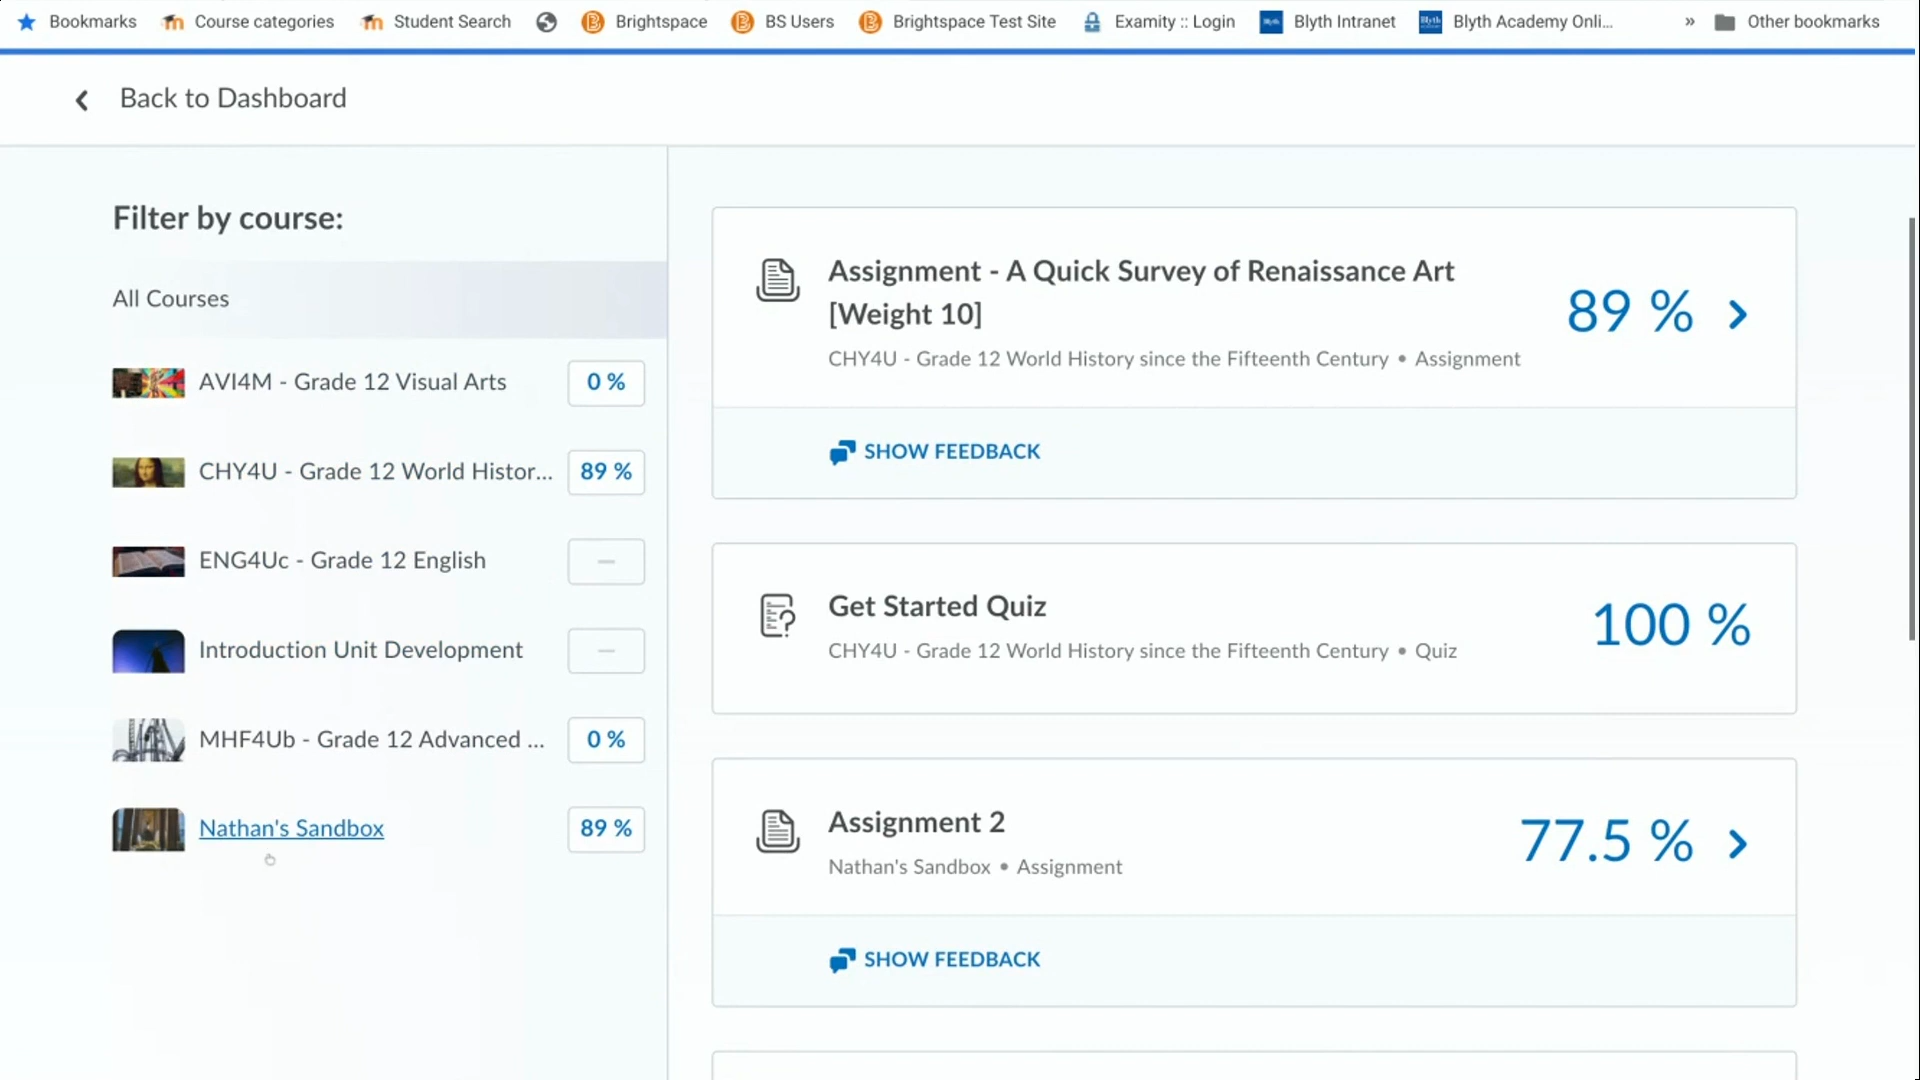 Bookmarks Course categories Student Search Brightspace BS Users Brightspace Test Site Examity :: Login Blyth Intranet Blyth Academy Onli... » Other bookmarks
Back to Dashboard
Filter by course:
All Courses
AVI4M - Grade 12 Visual Arts 0 %
CHY4U - Grade 12 World Histor... 89 %
ENG4Uc - Grade 12 English –
Introduction Unit Development –
MHF4Ub - Grade 12 Advanced ... 0 %
Nathan's Sandbox 89 %
Assignment - A Quick Survey of Renaissance Art
[Weight 10]
89 %
CHY4U - Grade 12 World History since the Fifteenth Century • Assignment
SHOW FEEDBACK
Get Started Quiz
100 %
CHY4U - Grade 12 World History since the Fifteenth Century • Quiz
Assignment 2
77.5 %
Nathan's Sandbox • Assignment
SHOW FEEDBACK